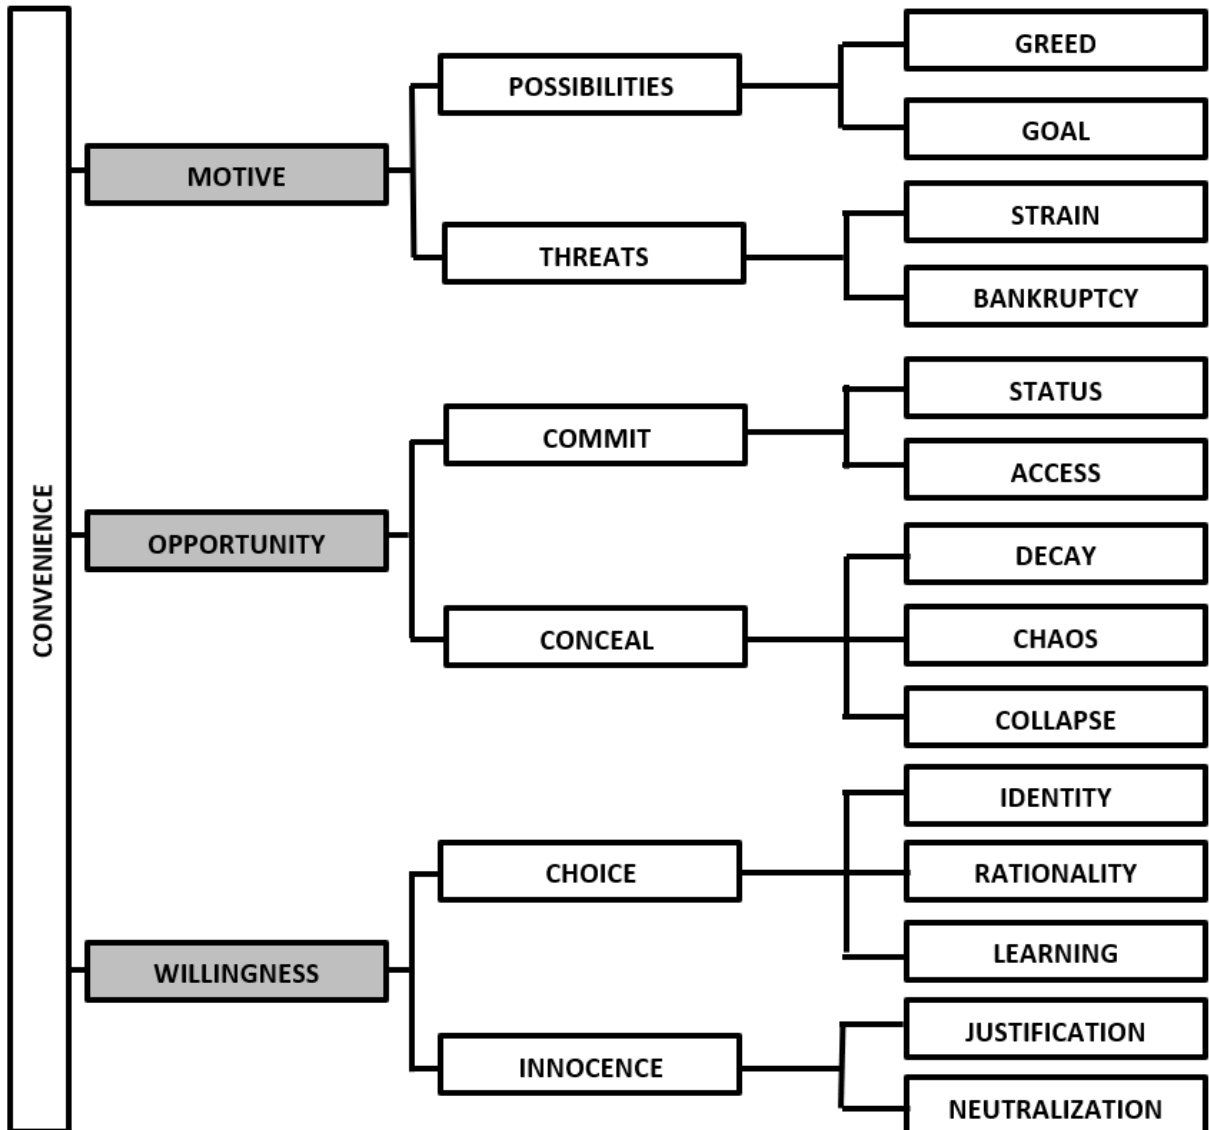 CONVENIENCE
MOTIVE
POSSIBILITIES
GREED
GOAL
THREATS
STRAIN
BANKRUPTCY
OPPORTUNITY
COMMIT
STATUS
ACCESS
CONCEAL
DECAY
CHAOS
COLLAPSE
WILLINGNESS
CHOICE
IDENTITY
RATIONALITY
LEARNING
INNOCENCE
JUSTIFICATION
NEUTRALIZATION